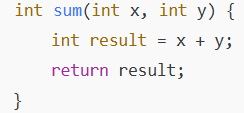 int sum(int x, int y) {
    int result = x + y;
    return result;
}